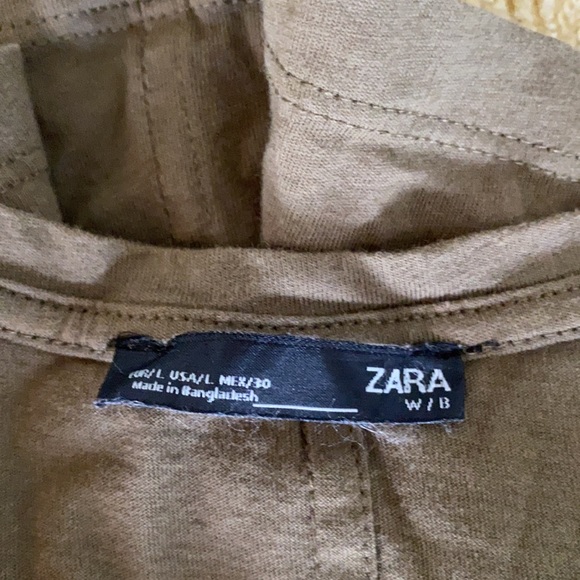 EUR/L USA/L MEX/30
Made in Bangladesh
ZARA
W/B